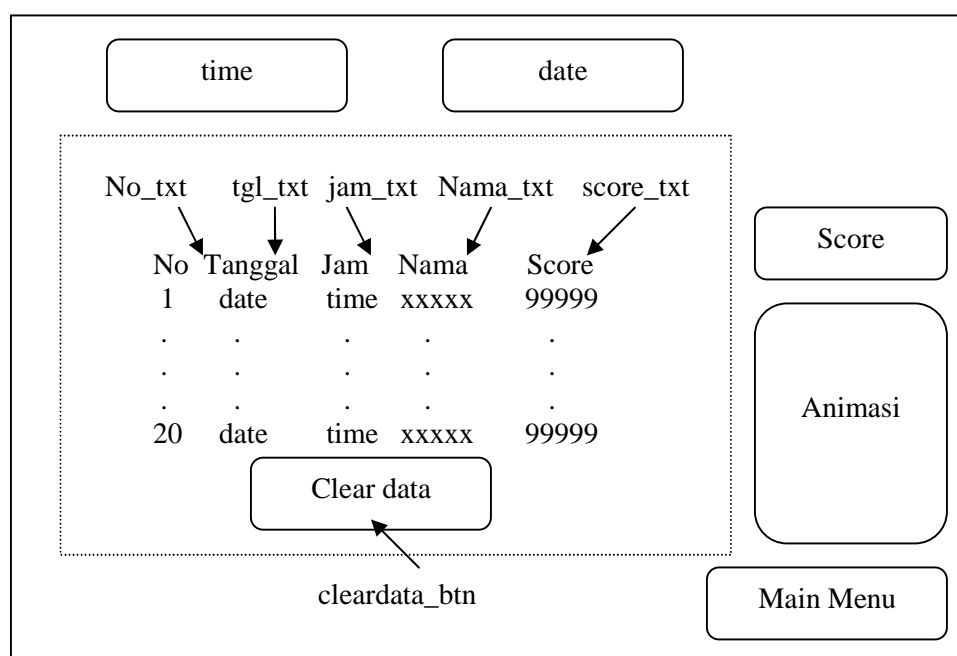 time date
No_txt tgl_txt jam_txt Nama_txt score_txt
Score
No Tanggal Jam Nama Score
1 date time xxxxx 99999
. . . . .
. . . . .
. . . . .
Animasi
20 date time xxxxx 99999
Clear data
cleardata_btn
Main Menu